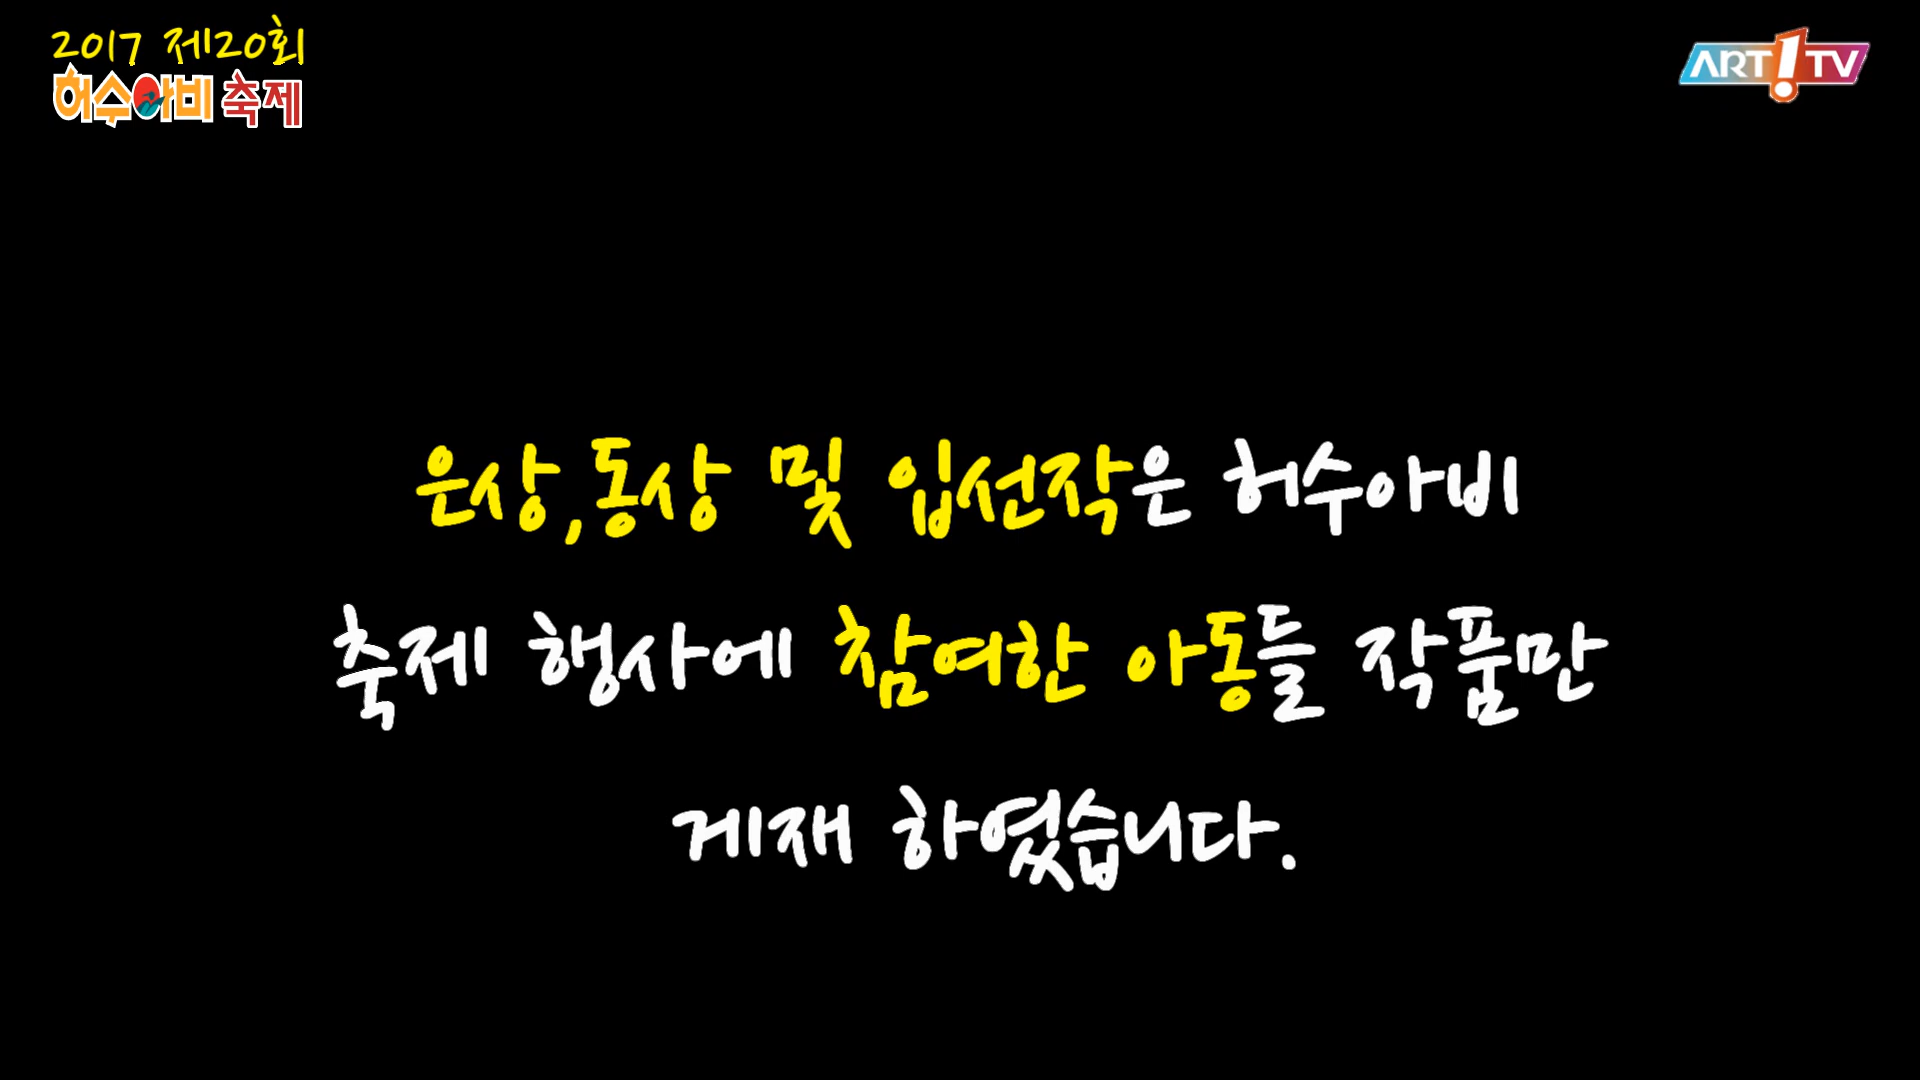 2017 제20회
허수아비 축제
ART!TV
은상,동상 및 입선작은 허수아비
축제 행사에 참여한 아동들 작품만
게재 하였습니다.